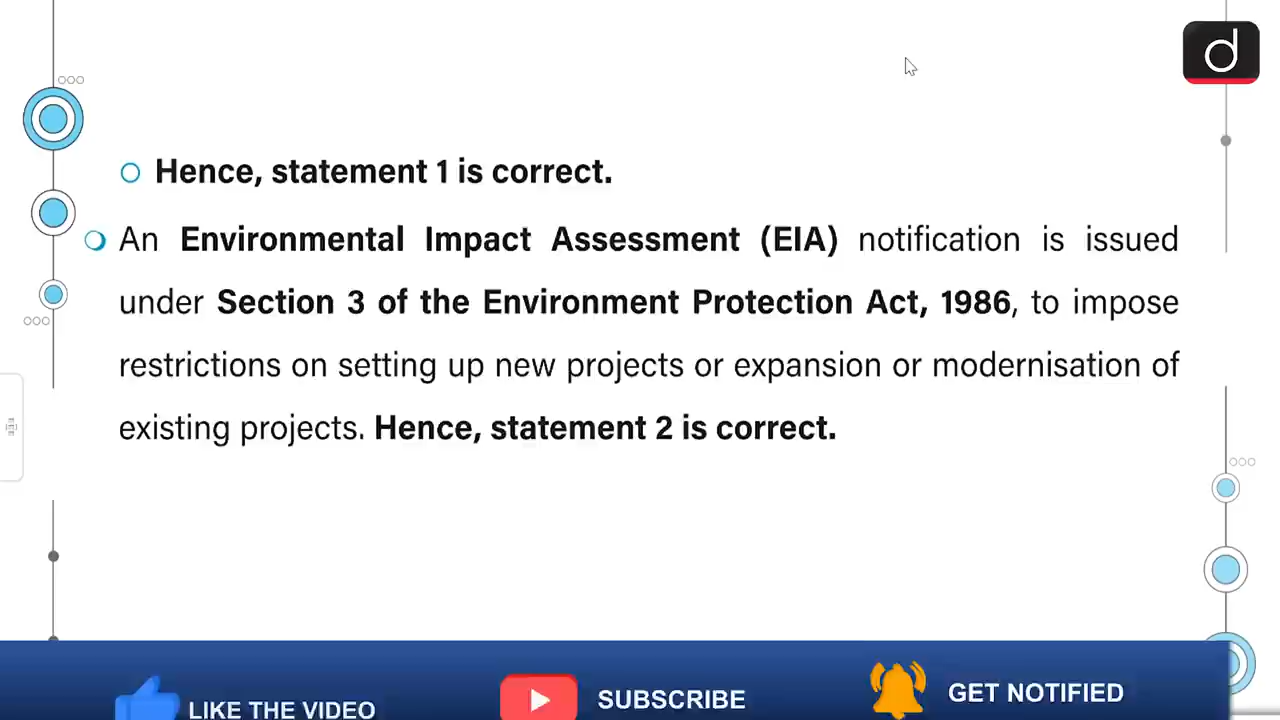 Hence, statement 1 is correct.
An Environmental Impact Assessment (EIA) notification is issued
under Section 3 of the Environment Protection Act, 1986, to impose
restrictions on setting up new projects or expansion or modernisation of
existing projects. Hence, statement 2 is correct.
LIKE THE VIDEO
SUBSCRIBE
GET NOTIFIED